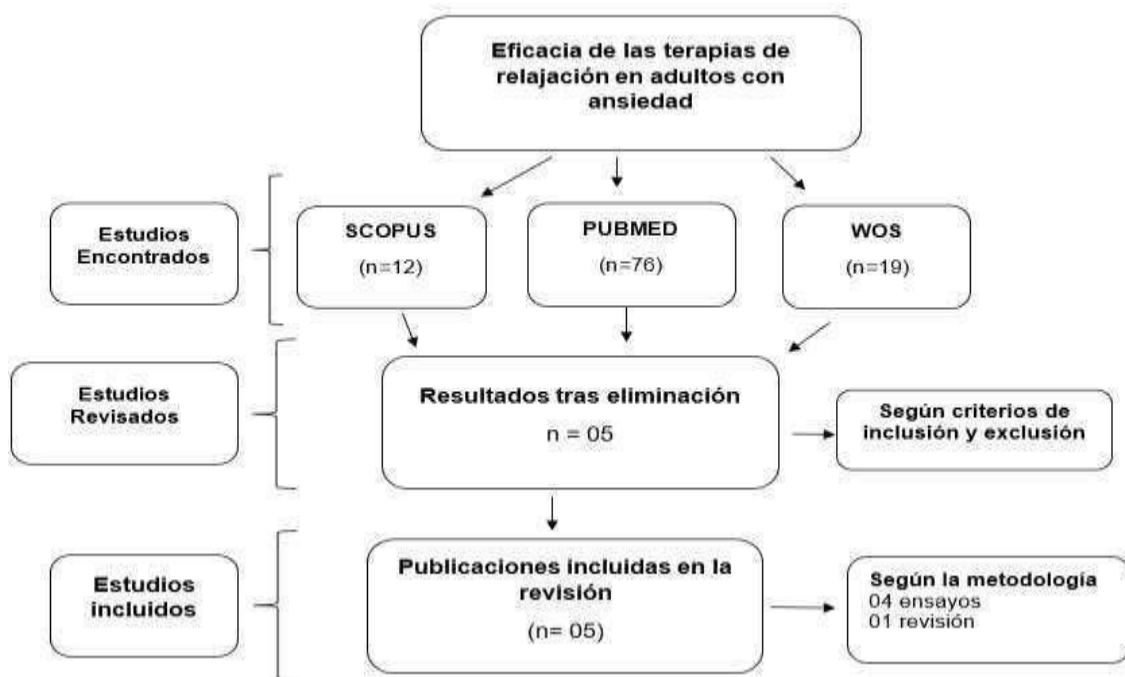 Eficacia de las terapias de
relajación en adultos con
ansiedad
Estudios
Encontrados
SCOPUS
(n=12)
PUBMED
(n=76)
WOS
(n=19)
Estudios
Revisados
Resultados tras eliminación
n = 05
Según criterios de
inclusión y exclusión
Estudios
incluidos
Publicaciones incluidas en la
revisión
(n= 05)
Según la metodología
04 ensayos
01 revisión